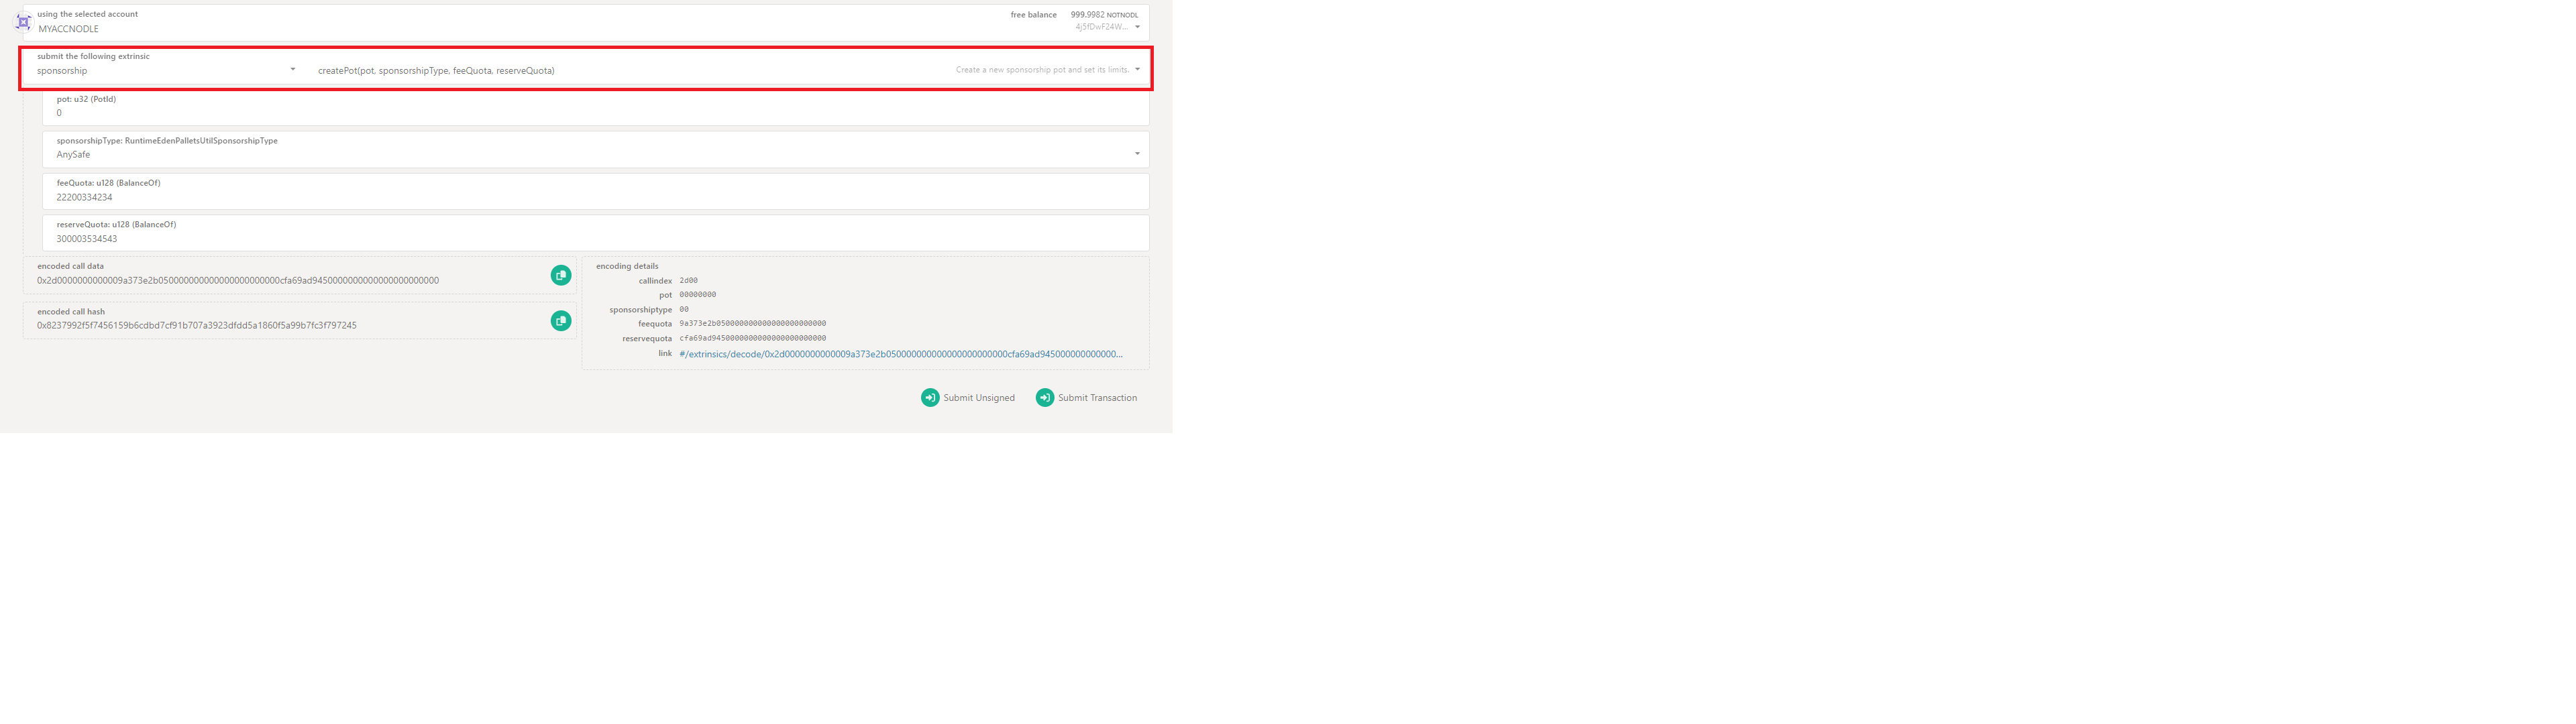 using the selected account
MYACCNODLE
free balance 999.9982 NOTNODL
4j5fDwF24W...
submit the following extrinsic
sponsorship
createPot(pot, sponsorshipType, feeQuota, reserveQuota)
Create a new sponsorship pot and set its limits.
pot: u32 (PotId)
0
sponsorshipType: RuntimeEdenPalletsUtilSponsorshipType
AnySafe
feeQuota: u128 (BalanceOf)
22200334234
reserveQuota: u128 (BalanceOf)
300003534543
encoded call data
0x2d0000000000009a373e2b050000000000000000000000cfa69ad9450000000000000000000000
encoded call hash
0x8237992f5f7456159b6cdbd7cf91b707a3923dfdd5a1860f5a99b7fc3f797245
encoding details
callindex 2d00
pot 00000000
sponsorshiptype 00
feequota 9a373e2b050000000000000000000000
reservequota cfa69ad9450000000000000000000000
link #/extrinsics/decode/0x2d0000000000009a373e2b050000000000000000000000cfa69ad945000000000000...
Submit Unsigned
Submit Transaction